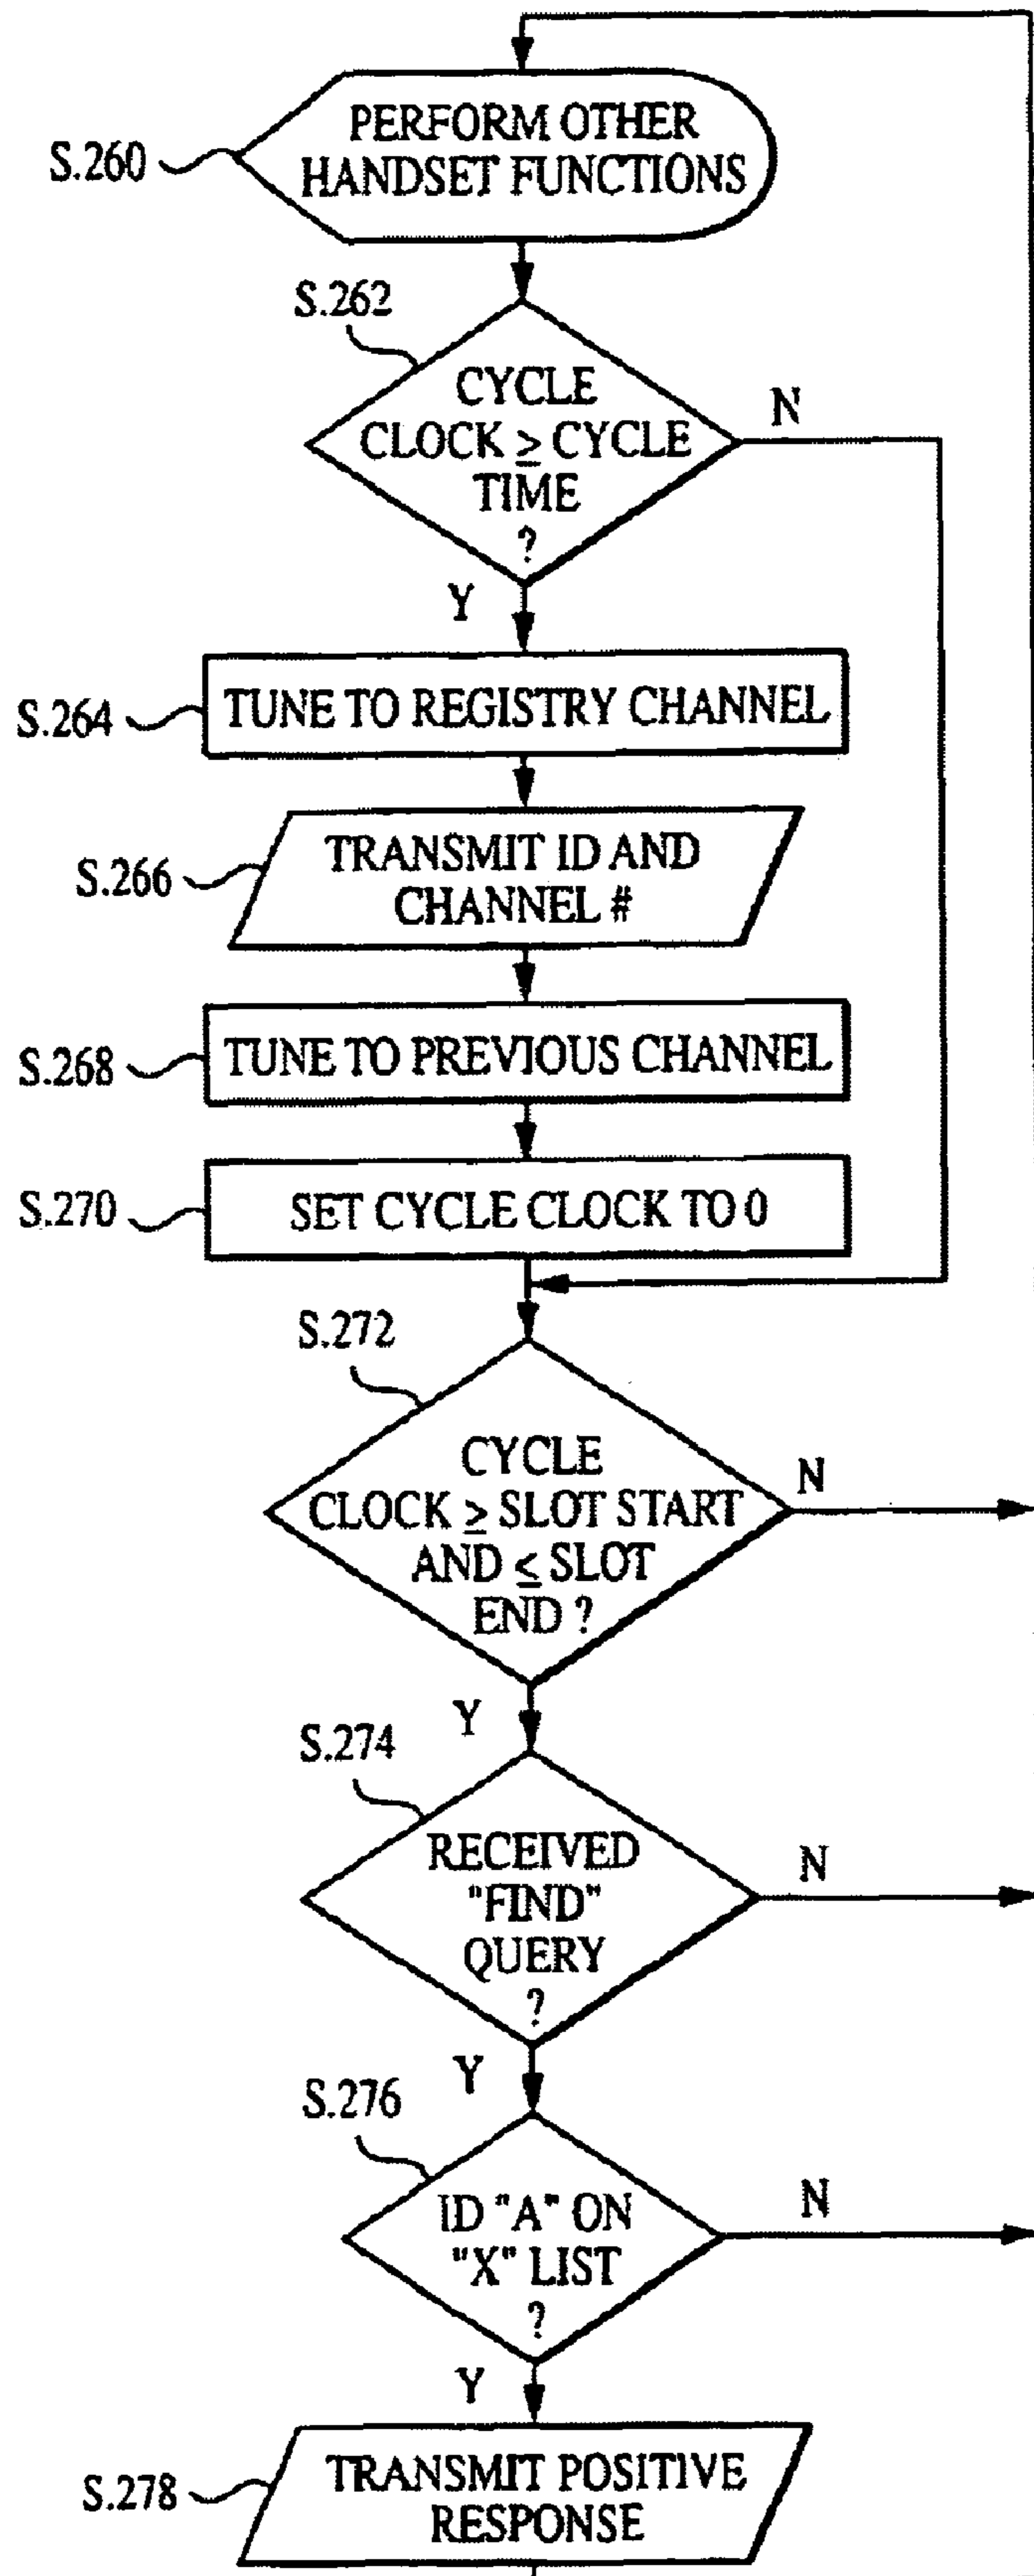 PERFORM OTHER
HANDSET FUNCTIONS
S.260
S.262
CYCLE
CLOCK ≥ CYCLE
TIME
?
N
Y
S.264
TUNE TO REGISTRY CHANNEL
S.266
TRANSMIT ID AND
CHANNEL #
S.268
TUNE TO PREVIOUS CHANNEL
S.270
SET CYCLE CLOCK TO 0
S.272
CYCLE
CLOCK ≥ SLOT START
AND ≤ SLOT
END ?
N
Y
S.274
RECEIVED
"FIND"
QUERY
?
N
Y
S.276
ID "A" ON
"X" LIST
?
N
Y
S.278
TRANSMIT POSITIVE
RESPONSE